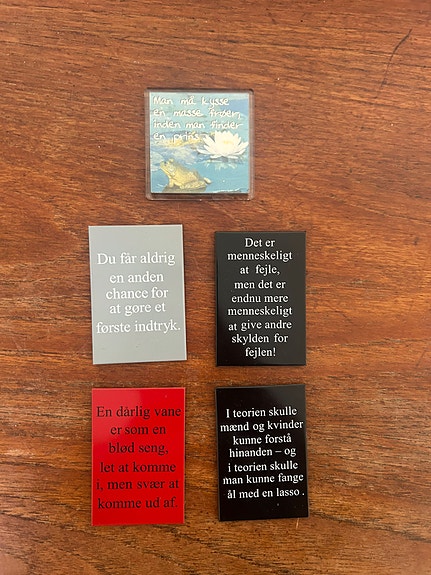 Man må kysse
en masse frøer,
inden man finder
en prins
Du får aldrig
en anden
chance for
at gøre et
første indtryk.
Det er
menneskeligt
at fejle,
men det er
endnu mere
menneskeligt
at give andre
skylden for
fejlen!
En dårlig vane
er som en
blød seng,
let at komme
i, men svær at
komme ud af.
I teorien skulle
mænd og kvinder
kunne forstå
hinanden – og
i teorien skulle
man kunne fange
ål med en lasso .